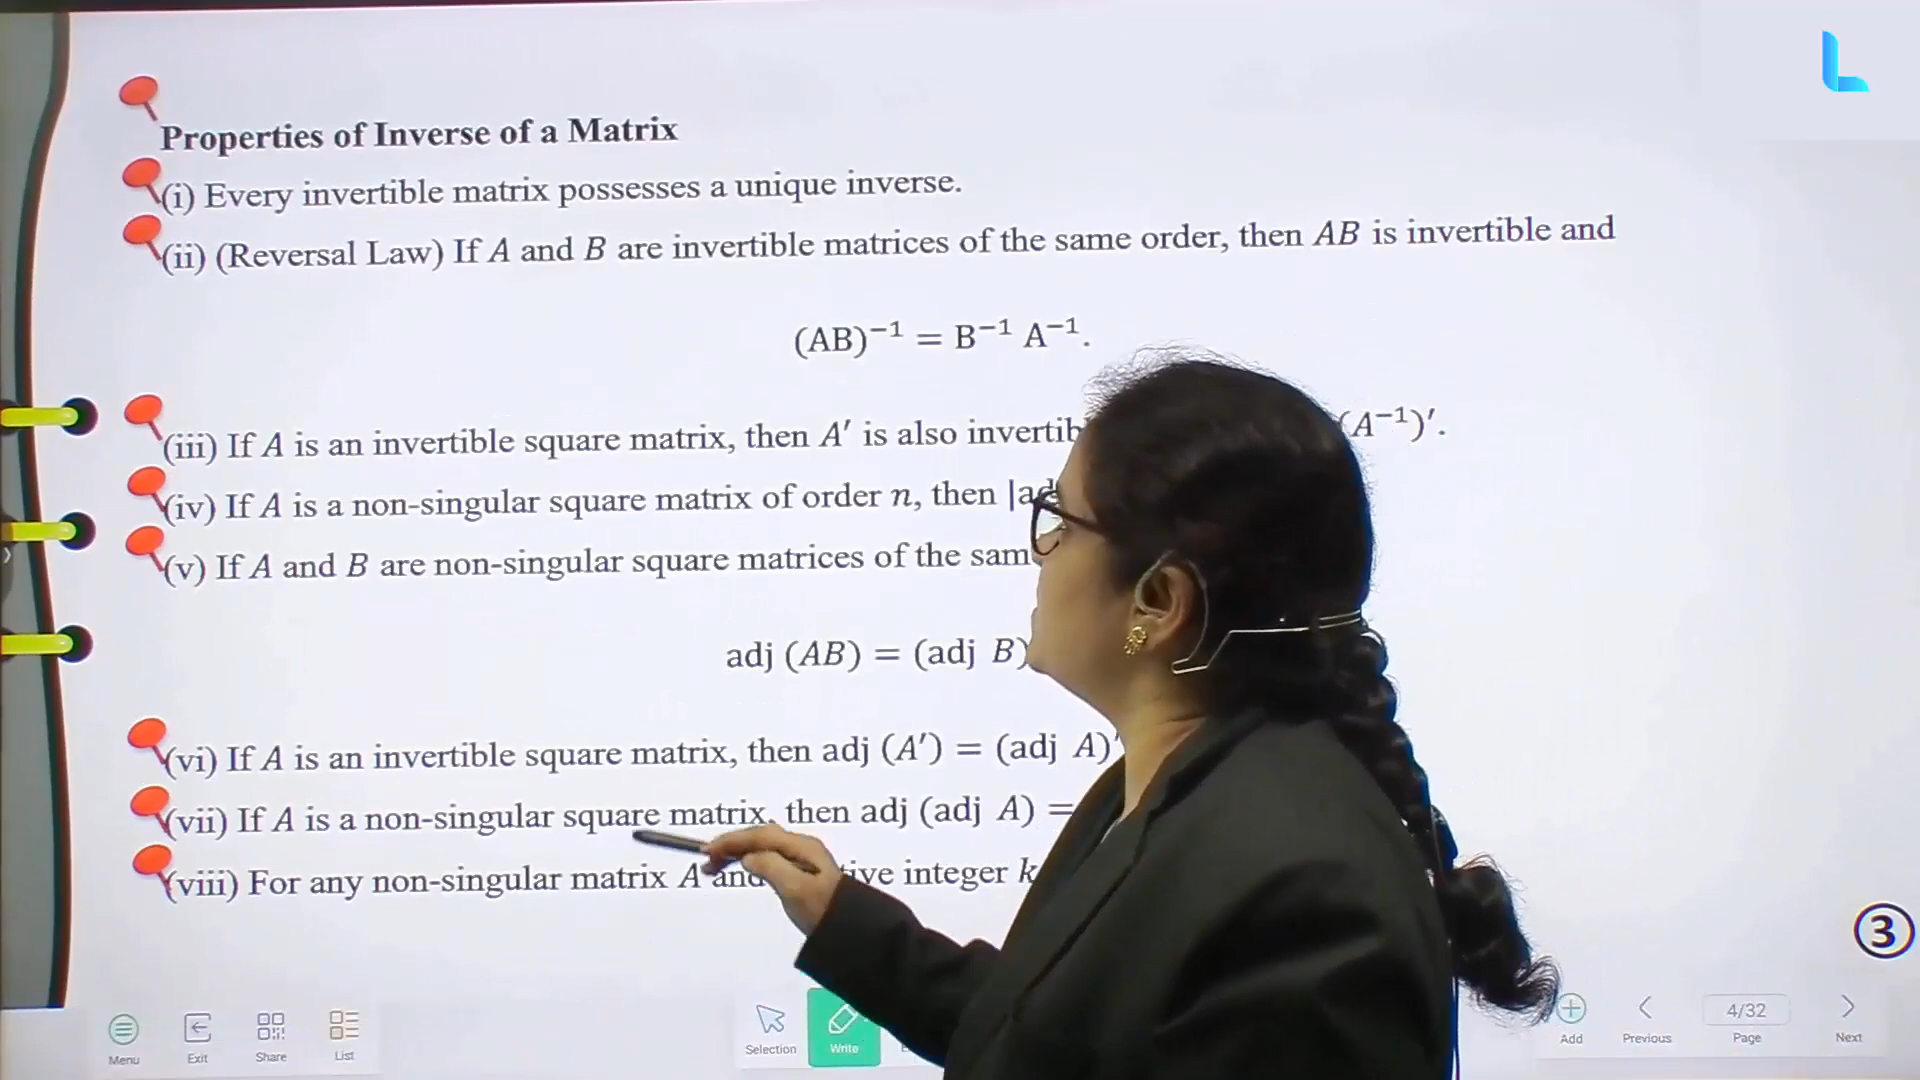 Properties of Inverse of a Matrix
(i) Every invertible matrix possesses a unique inverse.
(ii) (Reversal Law) If A and B are invertible matrices of the same order, then AB is invertible and
(AB)⁻¹ = B⁻¹ A⁻¹.
(iii) If A is an invertible square matrix, then A′ is also (A⁻¹)′.
(iv) If A is a non-singular square matrix of order n, then
(v) If A and B are non-singular square matrices of the
adj (AB) = (adj B)
(vi) If A is an invertible square matrix, then adj (A′) = (adj A)′
(vii) If A is a non-singular square matrix, then adj (adj A) =
(viii) For any non-singular matrix A and integer k
3
Menu Exit Share List Selection Write Add Previous 4/32 Page Next